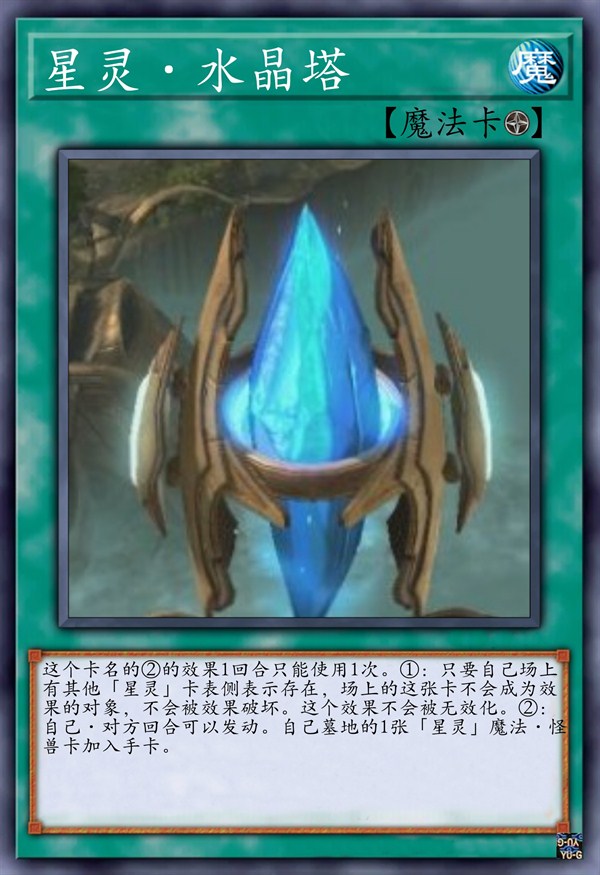 星灵·水晶塔
魔
【魔法卡】
这个卡名的②的效果1回合只能使用1次。①：只要自己场上
有其他「星灵」卡表侧表示存在，场上的这张卡不会成为效
果的对象，不会被效果破坏。这个效果不会被无效化。②：
自己·对方回合可以发动。自己墓地的1张「星灵」魔法·怪
兽卡加入手卡。
YU-G